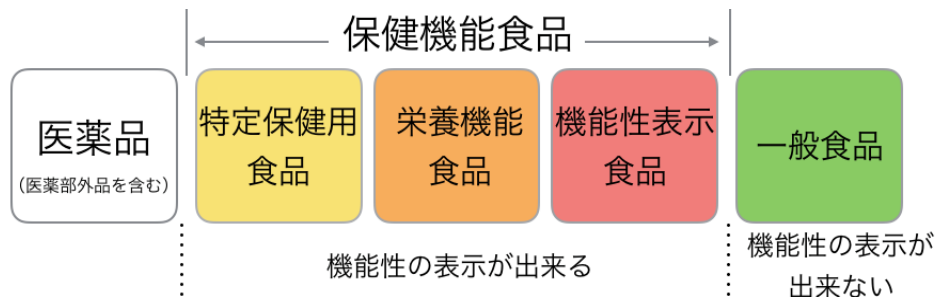 保健機能食品
医薬品
(医薬部外品を含む)
特定保健用
食品
栄養機能
食品
機能性表示
食品
一般食品
機能性の表示が出来る
機能性の表示が
出来ない